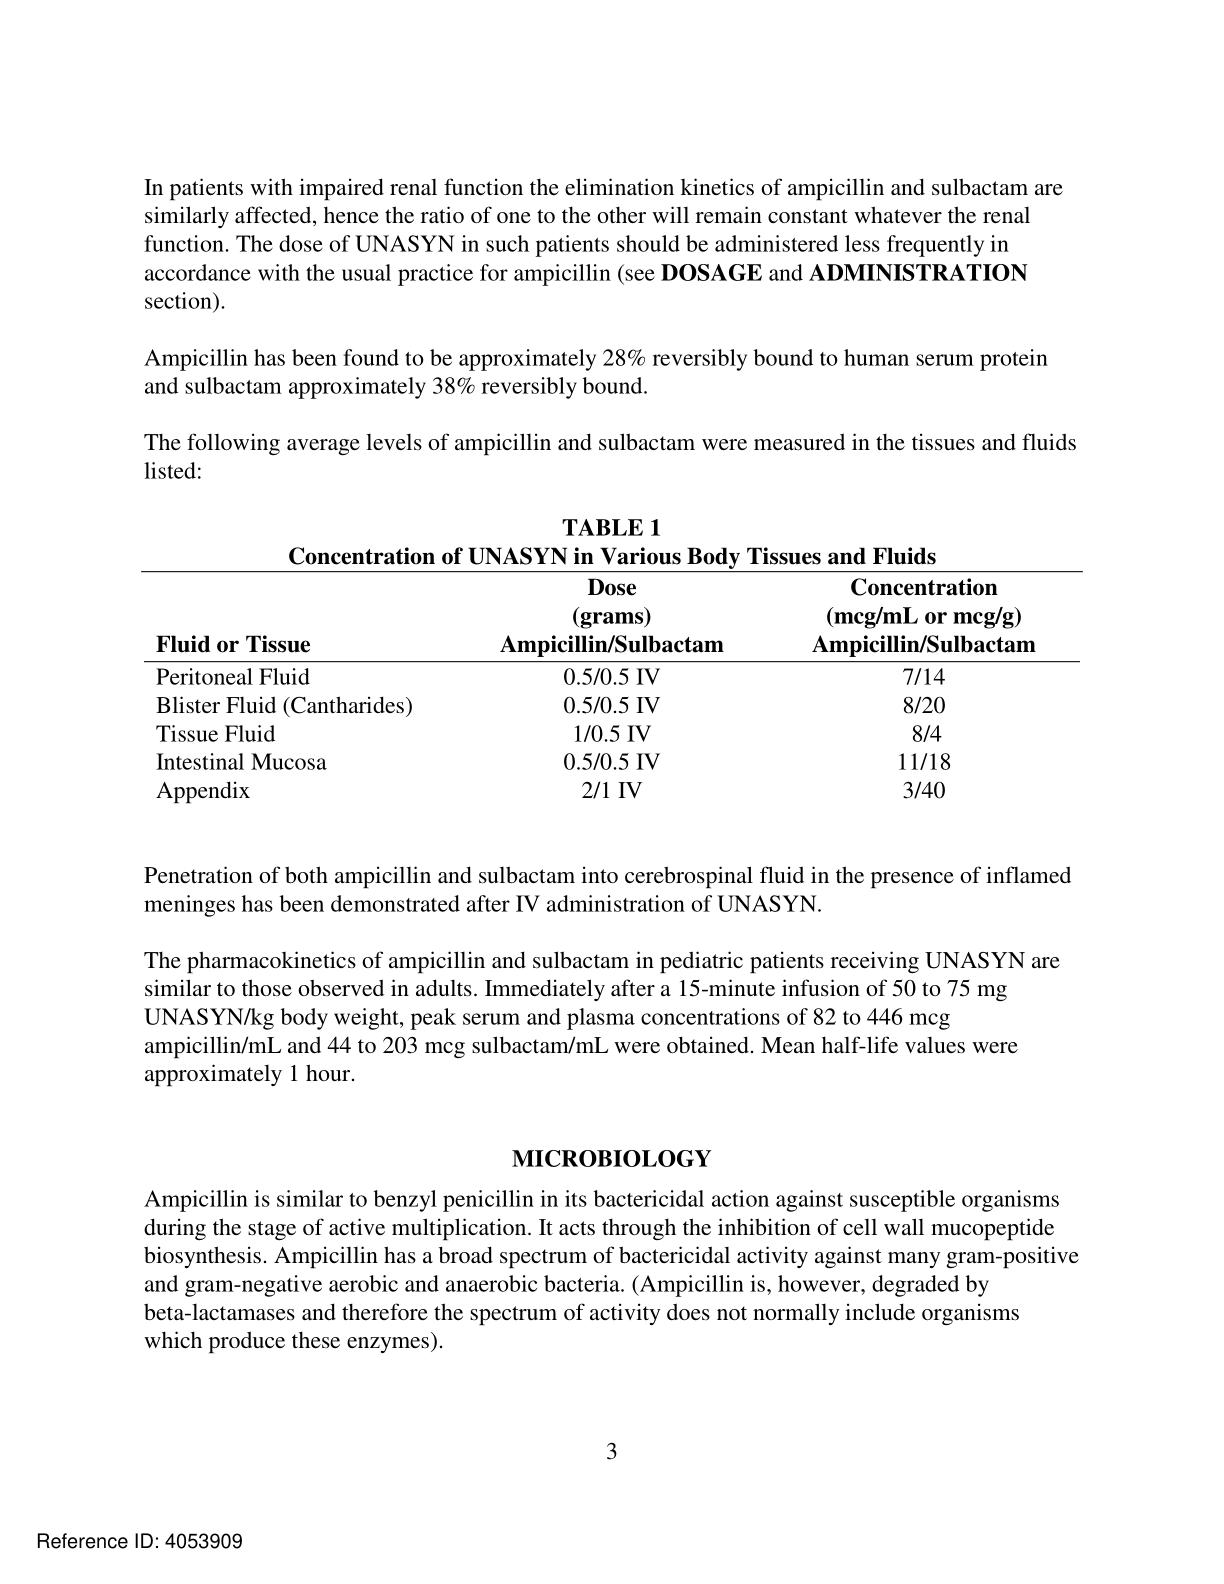 In patients with impaired renal function the elimination kinetics of ampicillin and sulbactam are
similarly affected, hence the ratio of one to the other will remain constant whatever the renal
function. The dose of UNASYN in such patients should be administered less frequently in
accordance with the usual practice for ampicillin (see DOSAGE and ADMINISTRATION
section).
Ampicillin has been found to be approximately 28% reversibly bound to human serum protein
and sulbactam approximately 38% reversibly bound.
The following average levels of ampicillin and sulbactam were measured in the tissues and fluids
listed:
TABLE 1
Concentration of UNASYN in Various Body Tissues and Fluids
Dose Concentration
(grams) (mcg/mL or mcg/g)
Fluid or Tissue Ampicillin/Sulbactam Ampicillin/Sulbactam
Peritoneal Fluid 0.5/0.5 IV 7/14
Blister Fluid (Cantharides) 0.5/0.5 IV 8/20
Tissue Fluid 1/0.5 IV 8/4
Intestinal Mucosa 0.5/0.5 IV 11/18
Appendix 2/1 IV 3/40
Penetration of both ampicillin and sulbactam into cerebrospinal fluid in the presence of inflamed
meninges has been demonstrated after IV administration of UNASYN.
The pharmacokinetics of ampicillin and sulbactam in pediatric patients receiving UNASYN are
similar to those observed in adults. Immediately after a 15-minute infusion of 50 to 75 mg
UNASYN/kg body weight, peak serum and plasma concentrations of 82 to 446 mcg
ampicillin/mL and 44 to 203 mcg sulbactam/mL were obtained. Mean half-life values were
approximately 1 hour.
MICROBIOLOGY
Ampicillin is similar to benzyl penicillin in its bactericidal action against susceptible organisms
during the stage of active multiplication. It acts through the inhibition of cell wall mucopeptide
biosynthesis. Ampicillin has a broad spectrum of bactericidal activity against many gram-positive
and gram-negative aerobic and anaerobic bacteria. (Ampicillin is, however, degraded by
beta-lactamases and therefore the spectrum of activity does not normally include organisms
which produce these enzymes).
3
Reference ID: 4053909